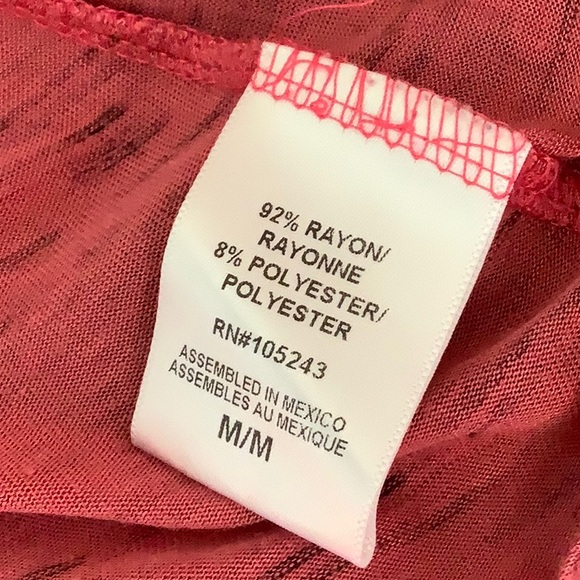 92% RAYON/
RAYONNE
8% POLYESTER/
POLYESTER
RN#105243
ASSEMBLED IN MEXICO
ASSEMBLES AU MEXIQUE
M/M